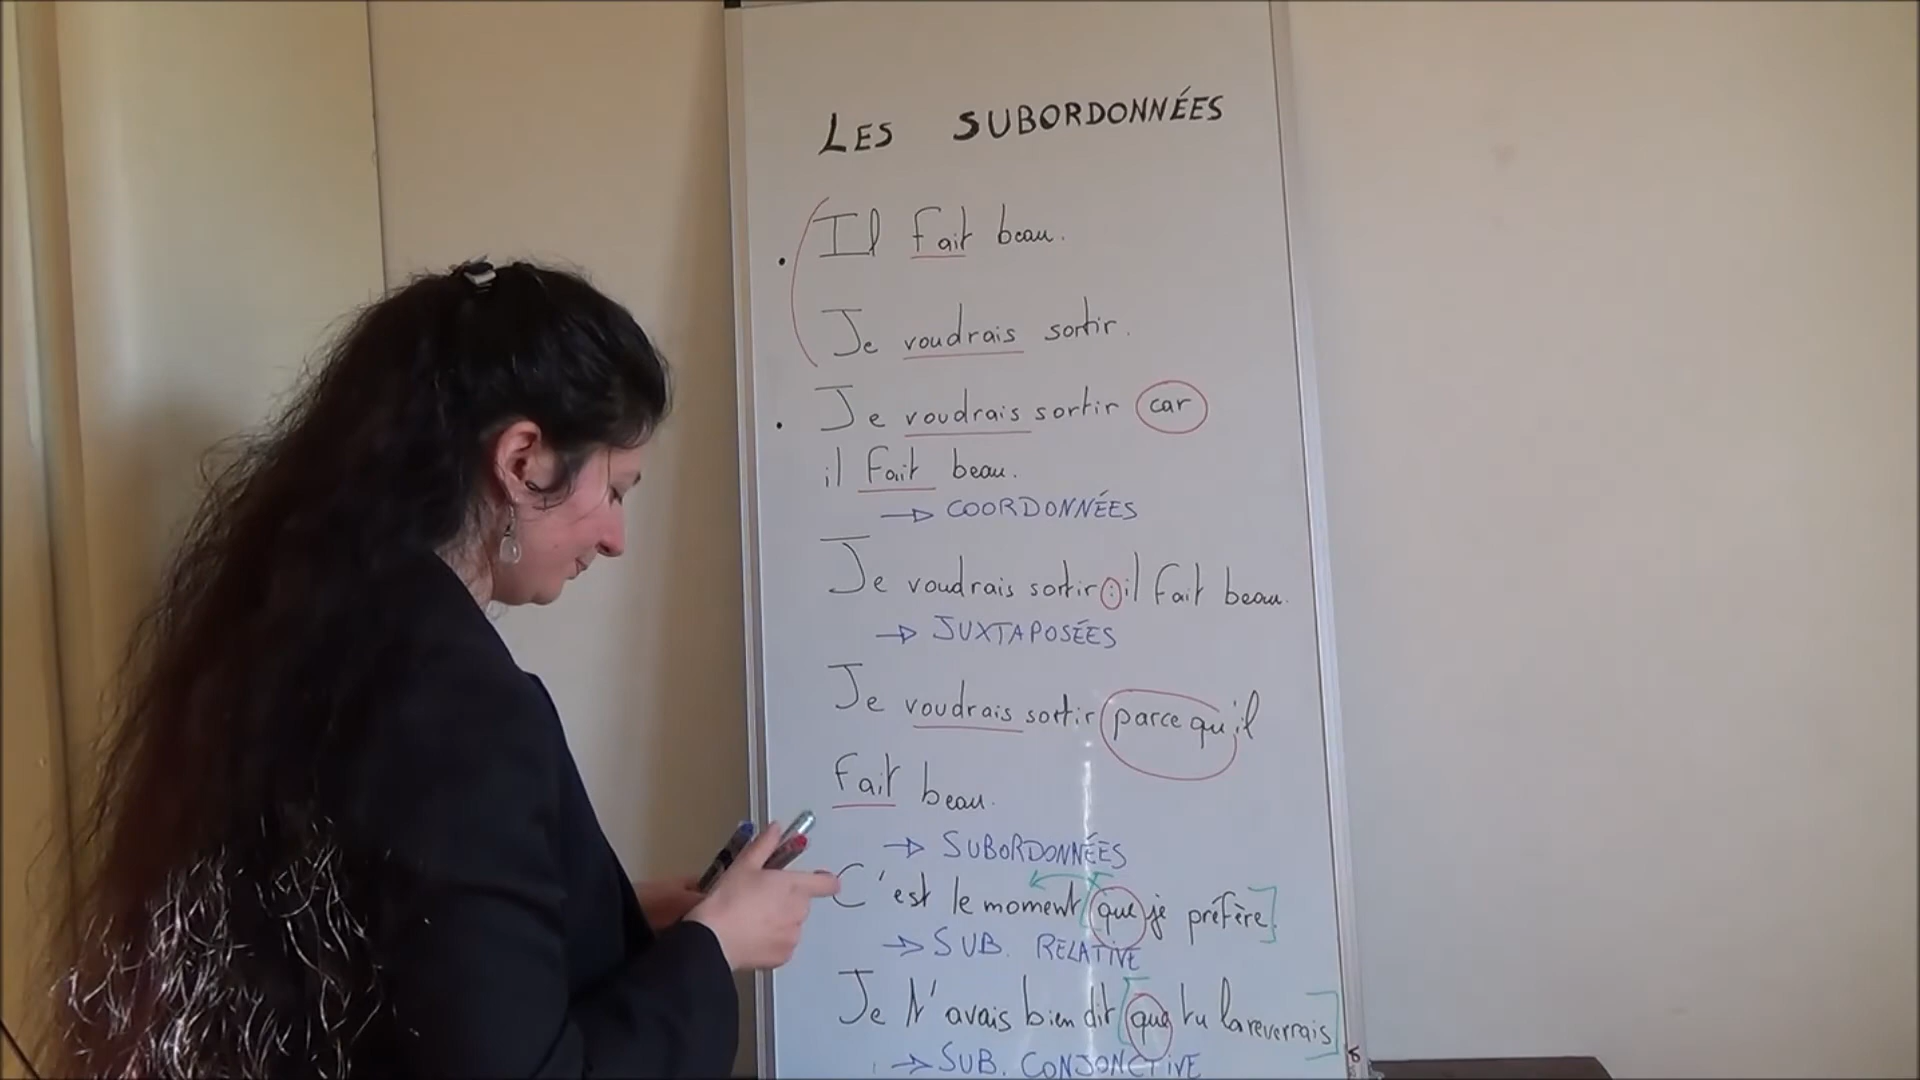 LES SUBORDONNÉES
Il fait beau.
Je voudrais sortir.
Je voudrais sortir car
il fait beau.
→ COORDONNÉES
Je voudrais sortir : il fait beau.
→ JUXTAPOSÉES
Je voudrais sortir parce qu'il
fait beau.
→ SUBORDONNÉES
C'est le moment [que je préfère].
→ SUB. RELATIVE
Je t'avais bien dit [que tu la reverrais]
→ SUB. CONJONCTIVE